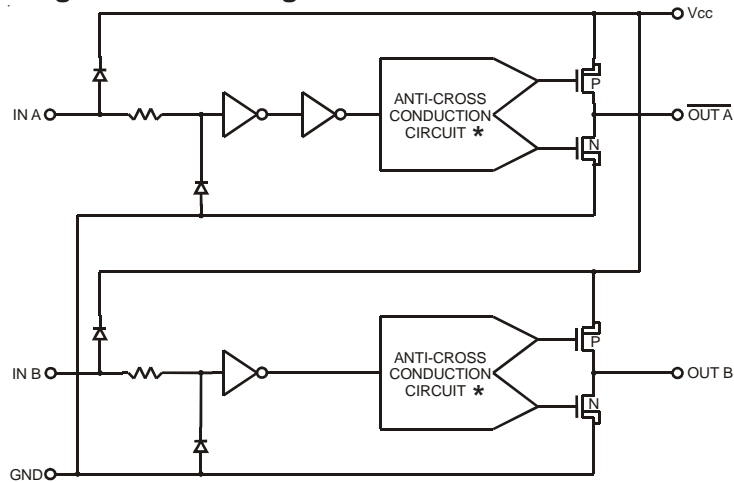 Vcc
P
IN A
ANTI-CROSS
CONDUCTION
CIRCUIT *
OUT A
N
P
IN B
ANTI-CROSS
CONDUCTION
CIRCUIT *
OUT B
N
GND